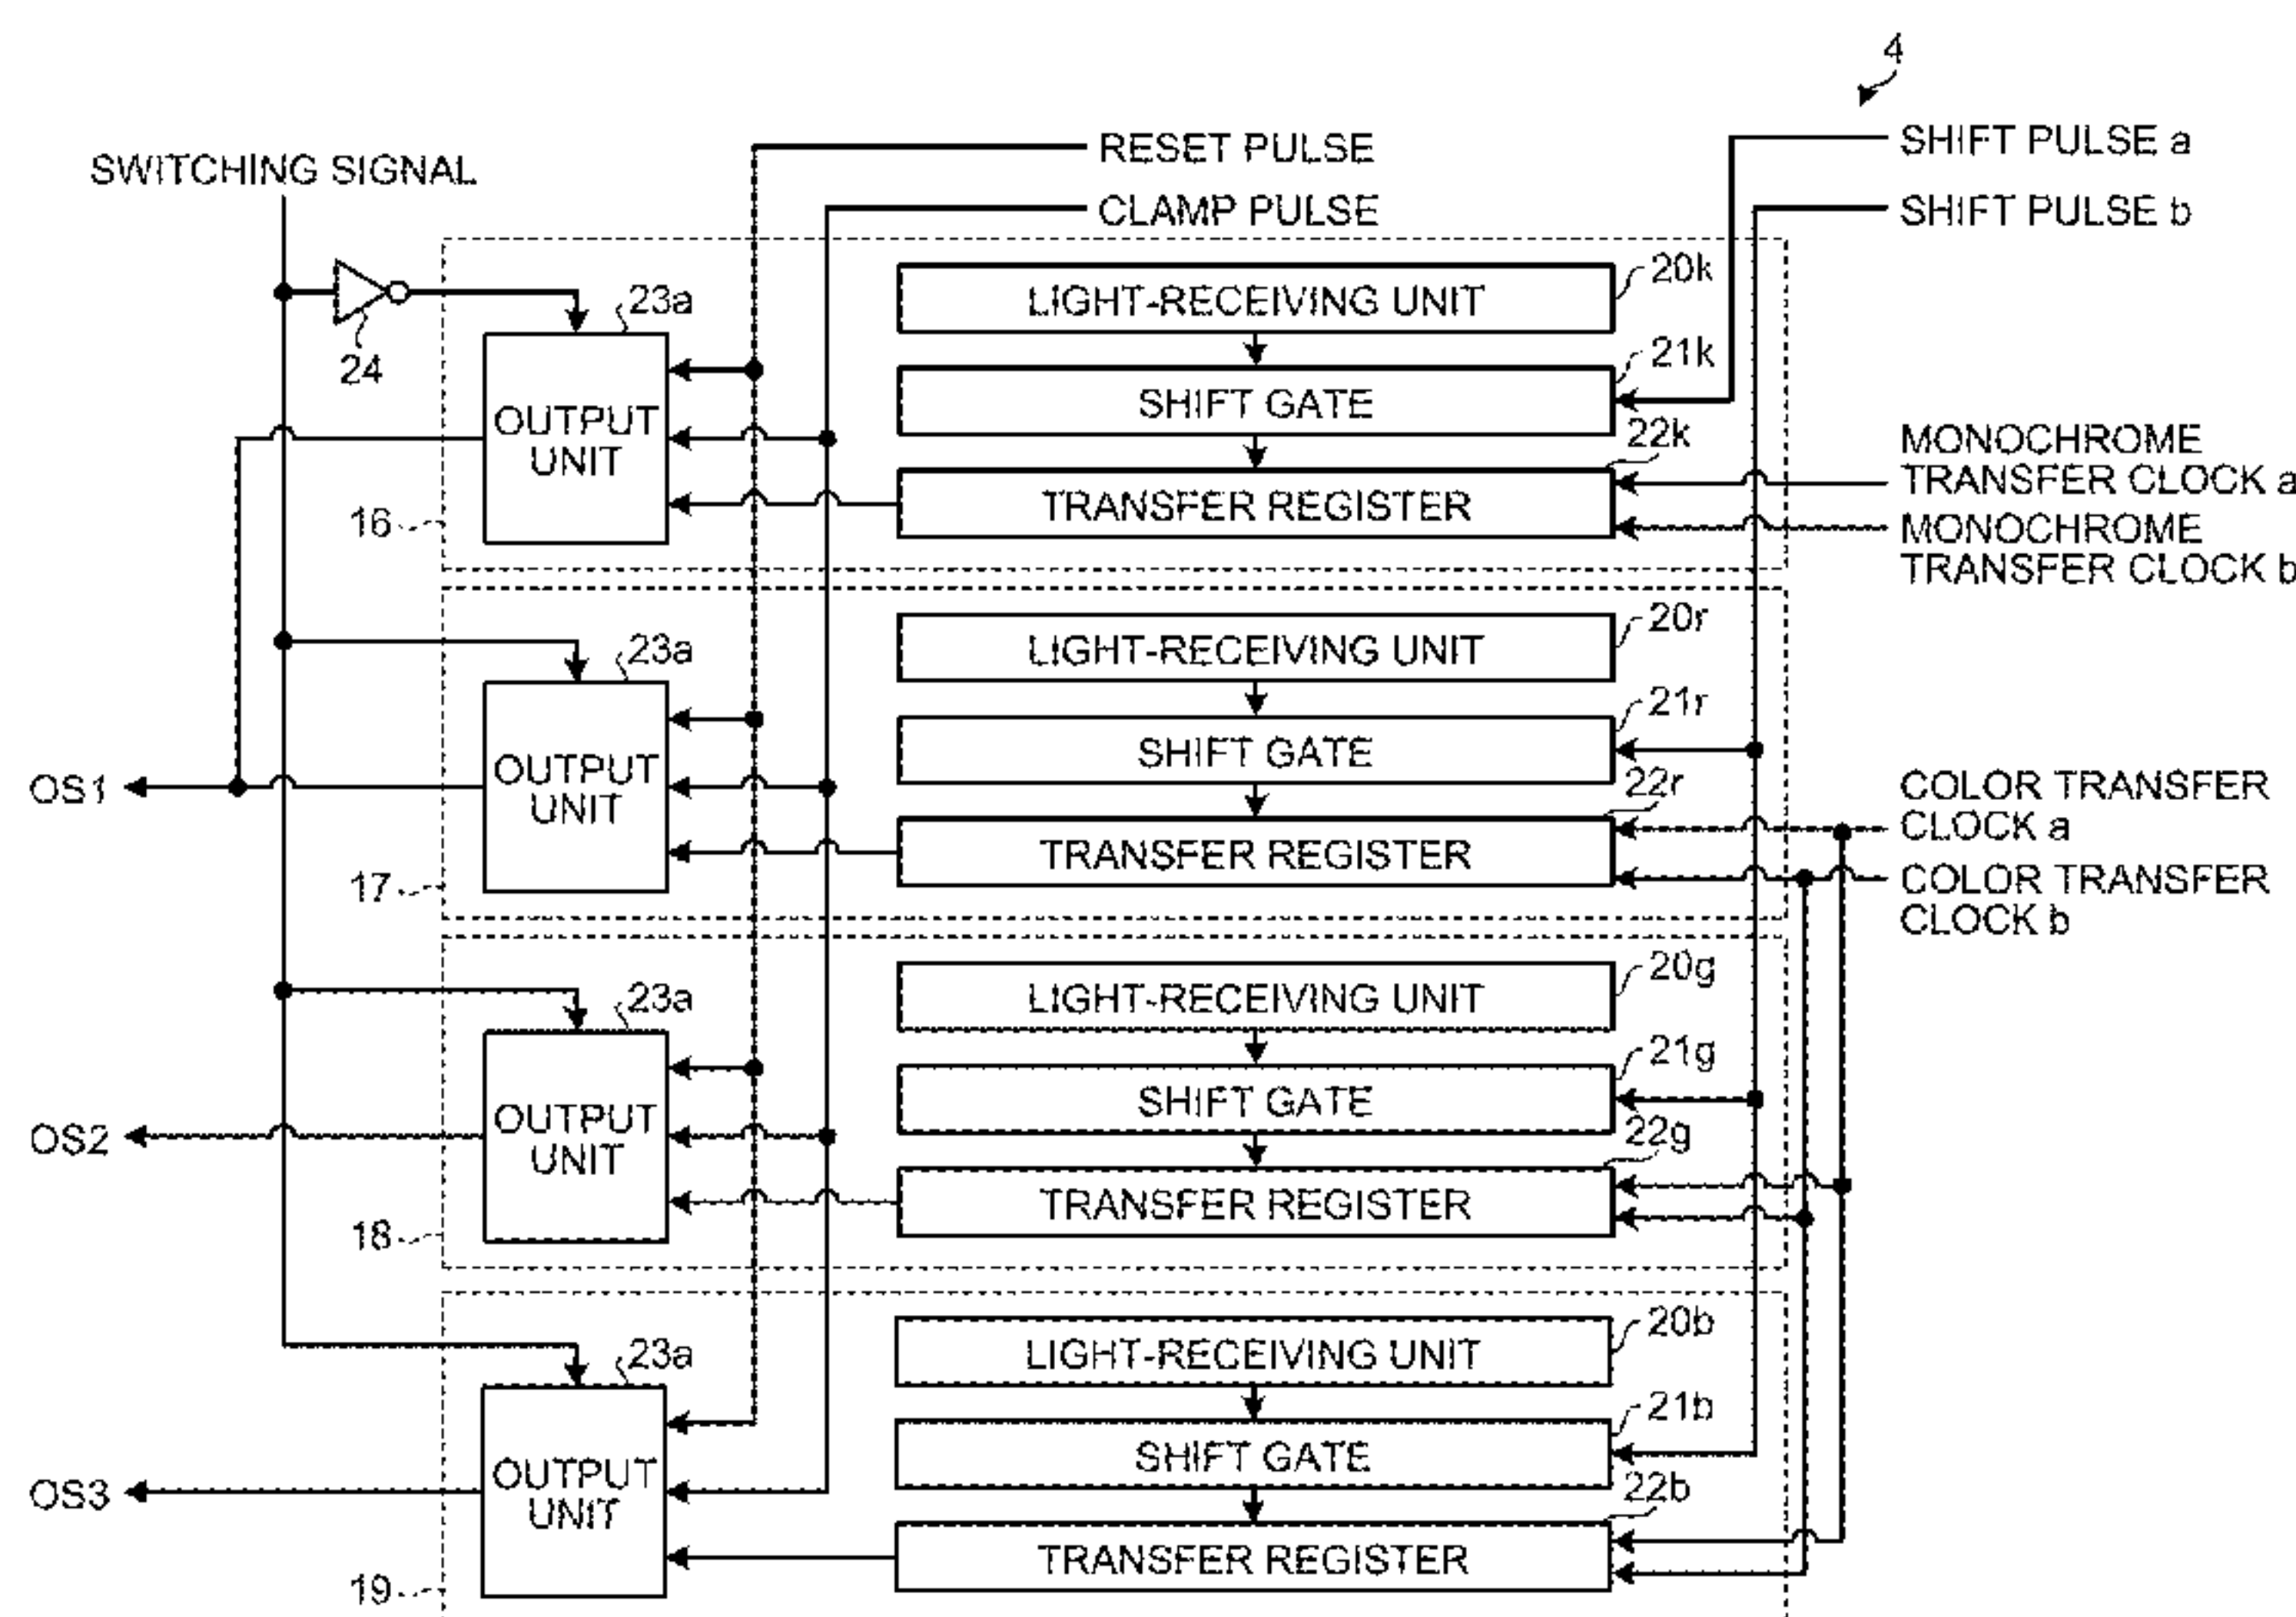 4
RESET PULSE
SHIFT PULSE a
SWITCHING SIGNAL
CLAMP PULSE
SHIFT PULSE b
20k
LIGHT-RECEIVING UNIT
23a
24
21k
SHIFT GATE
OUTPUT
UNIT
22k
TRANSFER REGISTER
16
MONOCHROME
TRANSFER CLOCK a
MONOCHROME
TRANSFER CLOCK b
20r
LIGHT-RECEIVING UNIT
23a
21r
SHIFT GATE
OUTPUT
UNIT
OS1
22r
TRANSFER REGISTER
17
COLOR TRANSFER
CLOCK a
COLOR TRANSFER
CLOCK b
20g
LIGHT-RECEIVING UNIT
23a
21g
SHIFT GATE
OUTPUT
UNIT
OS2
22g
TRANSFER REGISTER
18
20b
LIGHT-RECEIVING UNIT
23a
21b
SHIFT GATE
OUTPUT
UNIT
OS3
22b
TRANSFER REGISTER
19